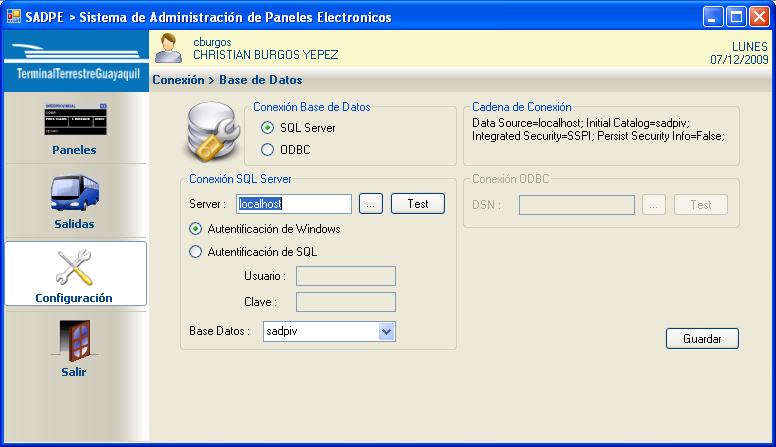 SADPE > Sistema de Administración de Paneles Electronicos
TerminalTerrestreGuayaquil
cburgos
CHRISTIAN BURGOS YEPEZ
LUNES
07/12/2009
Conexión > Base de Datos
Paneles
Salidas
Configuración
Salir
Conexión Base de Datos
SQL Server
ODBC
Cadena de Conexión
Data Source=localhost; Initial Catalog=sadpiv;
Integrated Security=SSPI; Persist Security Info=False;
Conexión SQL Server
Server : localhost ... Test
Autentificación de Windows
Autentificación de SQL
Usuario :
Clave :
Base Datos : sadpiv
Conexión ODBC
DSN : ... Test
Guardar